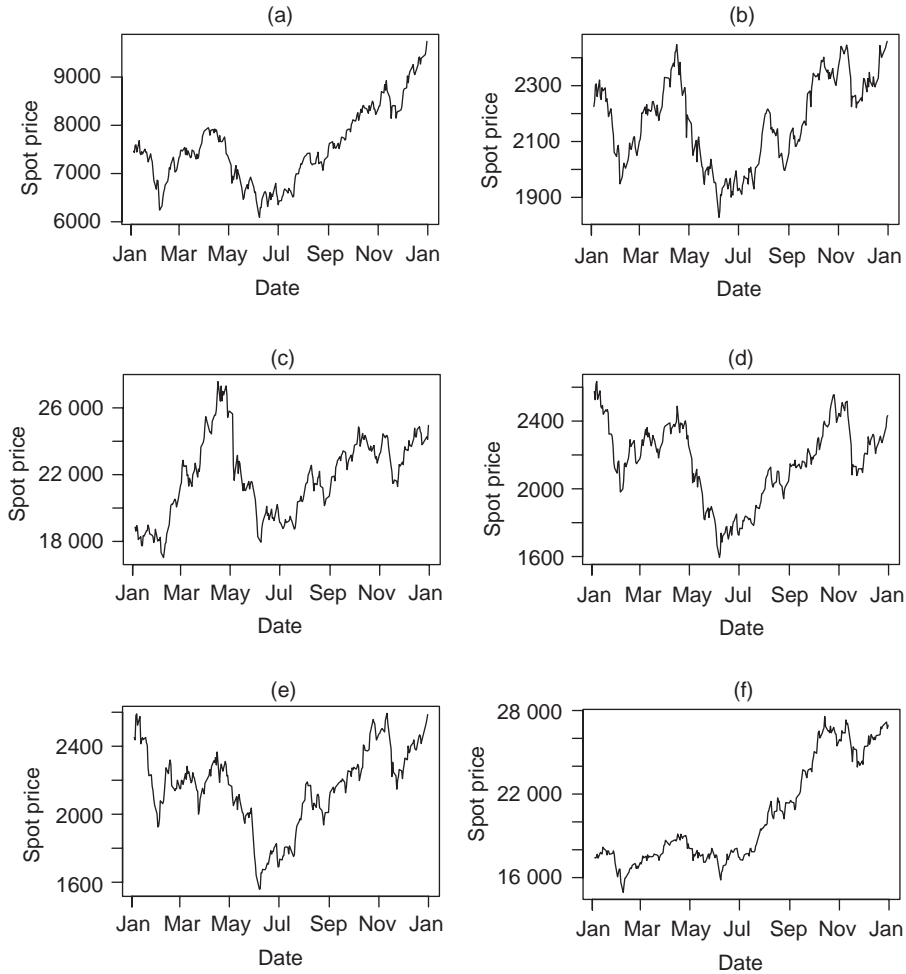 (a)
Spot price
9000
8000
7000
6000
Jan Mar May Jul Sep Nov Jan
Date
(b)
Spot price
2300
2100
1900
Jan Mar May Jul Sep Nov Jan
Date
(c)
Spot price
26 000
22 000
18 000
Jan Mar May Jul Sep Nov Jan
Date
(d)
Spot price
2400
2000
1600
Jan Mar May Jul Sep Nov Jan
Date
(e)
Spot price
2400
2000
1600
Jan Mar May Jul Sep Nov Jan
Date
(f)
Spot price
28 000
22 000
16 000
Jan Mar May Jul Sep Nov Jan
Date